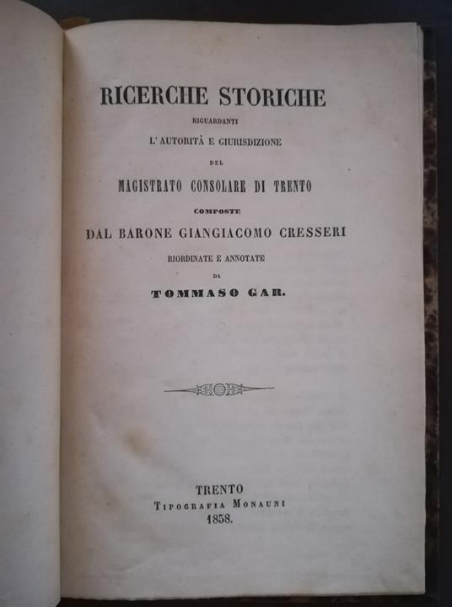 RICERCHE STORICHE
RIGUARDANTI
L'AUTORITÀ E GIURISDIZIONE
DEL
MAGISTRATO CONSOLARE DI TRENTO
COMPOSTE
DAL BARONE GIANGIACOMO CRESSERI
RIORDINATE E ANNOTATE
DA
TOMMASO GAR.
TRENTO
TIPOGRAFIA MONAUNI
1858.